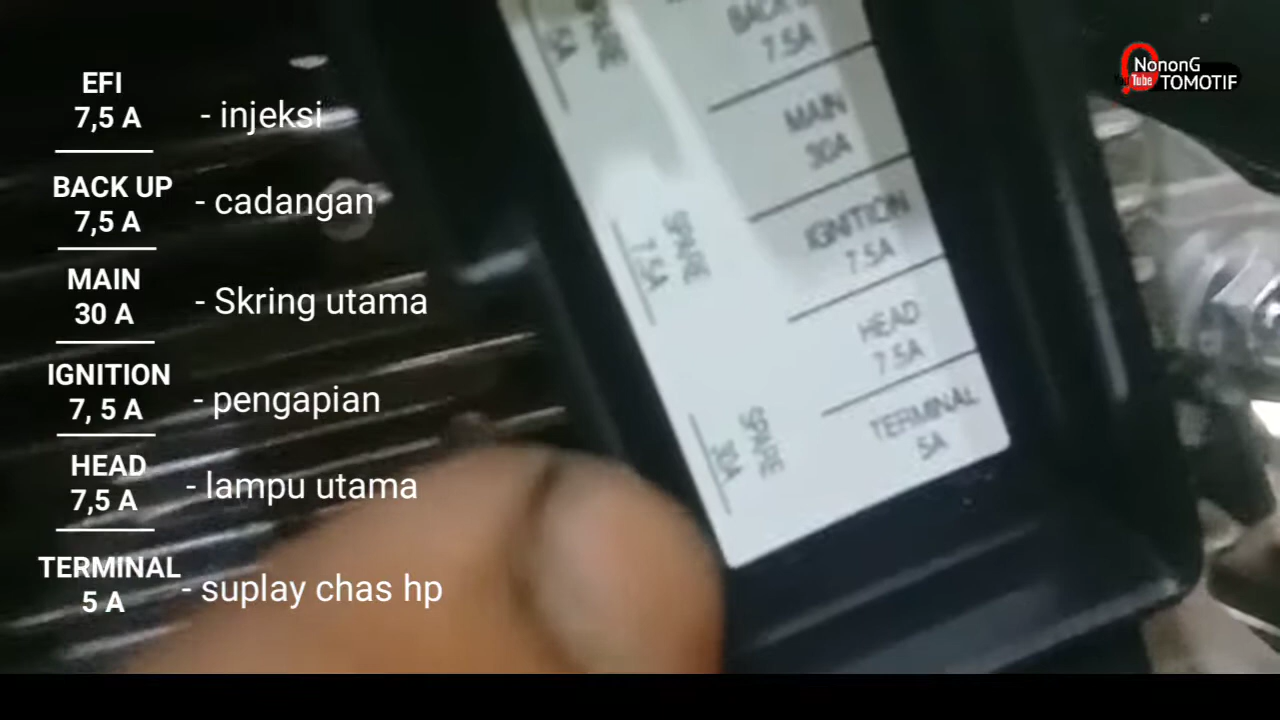 EFI
7,5 A
- injeksi
BACK UP
7,5 A
- cadangan
MAIN
30 A
- Skring utama
IGNITION
7, 5 A
- pengapian
HEAD
7,5 A
- lampu utama
TERMINAL
5 A
- suplay chas hp
BACK
7.5A
MAIN
30A
IGNITION
7.5A
HEAD
7.5A
TERMINAL
5A
SPARE
5A
SPARE
7.5A
SPARE
30A
NononG
YouTube
TOMOTIF